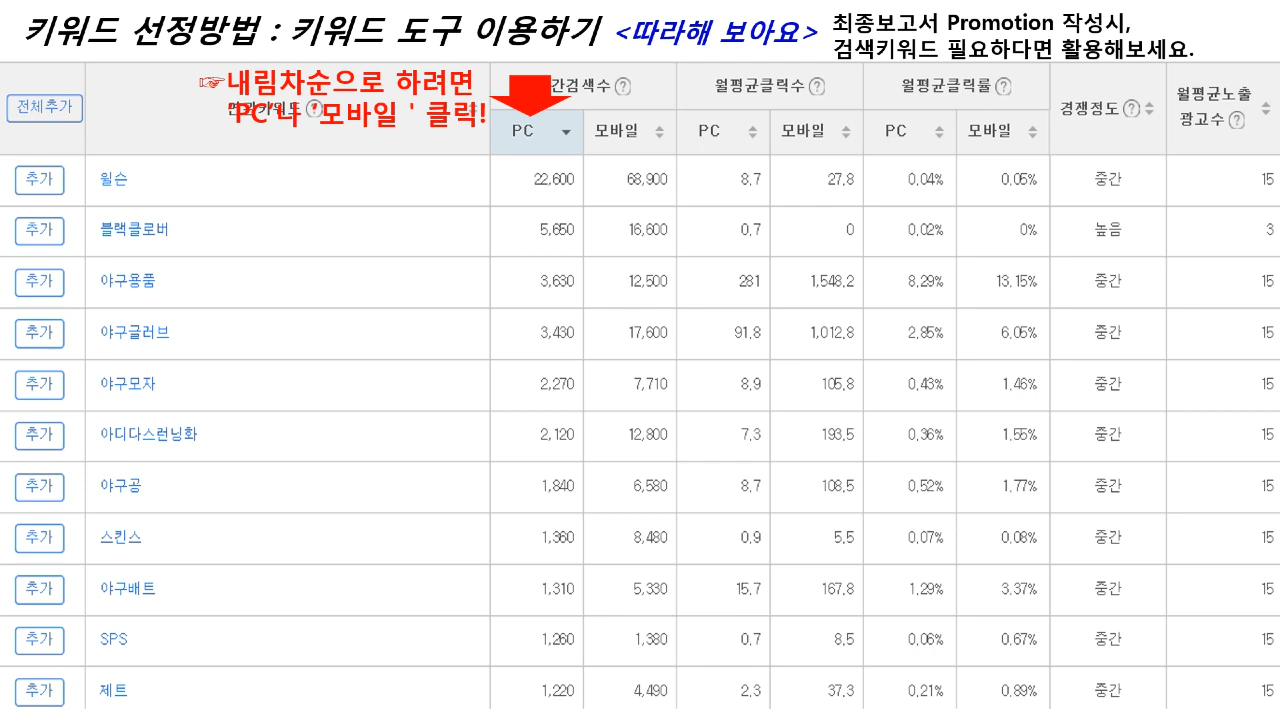 키워드 선정방법 : 키워드 도구 이용하기 <따라해 보아요> 최종보고서 Promotion 작성시,
검색키워드 필요하다면 활용해보세요.
☞내림차순으로 하려면
'PC'나 '모바일 ' 클릭!
전체추가 연관키워드 ? 간검색수 ? 월평균클릭수 ? 월평균클릭률 ? 경쟁정도 ? 월평균노출
광고수 ?
PC 모바일 PC 모바일 PC 모바일
추가 윌슨 22,600 68,900 8.7 27.8 0.04% 0.05% 중간 15
추가 블랙클로버 5,650 16,600 0.7 0 0.02% 0% 높음 3
추가 야구용품 3,630 12,500 281 1,548.2 8.29% 13.15% 중간 15
추가 야구글러브 3,430 17,600 91.8 1,012.8 2.85% 6.05% 중간 15
추가 야구모자 2,270 7,710 8.9 105.8 0.43% 1.46% 중간 15
추가 아디다스런닝화 2,120 12,800 7.3 193.5 0.36% 1.55% 중간 15
추가 야구공 1,840 6,580 8.7 108.5 0.52% 1.77% 중간 15
추가 스킨스 1,360 8,480 0.9 5.5 0.07% 0.08% 중간 15
추가 야구배트 1,310 5,330 15.7 167.8 1.29% 3.37% 중간 15
추가 SPS 1,260 1,380 0.7 8.5 0.06% 0.67% 중간 15
추가 제트 1,220 4,490 2.3 37.3 0.21% 0.89% 중간 15